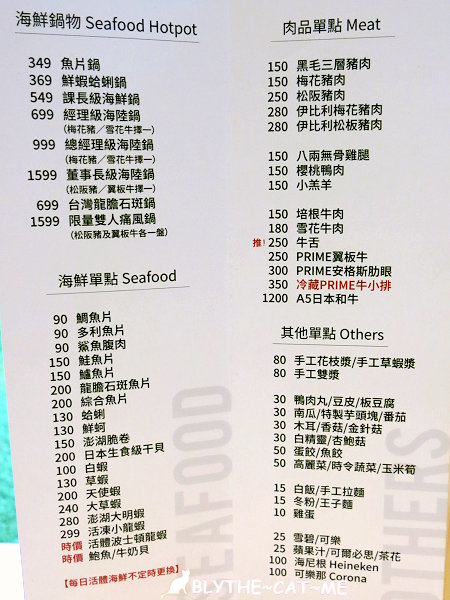 海鮮鍋物 Seafood Hotpot
349 魚片鍋
369 鮮蝦蛤蜊鍋
549 課長級海鮮鍋
699 經理級海陸鍋
(梅花豬／雪花牛擇一)
999 總經理級海陸鍋
(梅花豬／雪花牛擇一)
1599 董事長級海陸鍋
(松阪豬／翼板牛擇一)
699 台灣龍膽石斑鍋
1599 限量雙人痛風鍋
(松阪豬及翼板牛各一盤)
海鮮單點 Seafood
90 鯛魚片
90 多利魚片
90 鯊魚腹肉
150 鮭魚片
150 鱸魚片
200 龍膽石斑魚片
200 綜合魚片
130 蛤蜊
130 鮮蚵
150 澎湖脆卷
200 日本生食級干貝
100 白蝦
130 草蝦
200 天使蝦
240 大草蝦
280 澎湖大明蝦
299 活凍小龍蝦
時價 活體波士頓龍蝦
時價 鮑魚/牛奶貝
【每日活體海鮮不定時更換】
SEAFOOD
肉品單點 Meat
150 黑毛三層豬肉
150 梅花豬肉
250 松阪豬肉
280 伊比利梅花豬肉
280 伊比利松板豬肉
150 八兩無骨雞腿
150 櫻桃鴨肉
150 小羔羊
150 培根牛肉
180 雪花牛肉
推! 250 牛舌
250 PRIME翼板牛
300 PRIME安格斯肋眼
350 冷藏PRIME牛小排
1200 A5日本和牛
其他單點 Others
80 手工花枝漿/手工草蝦漿
80 手工雙漿
30 鴨肉丸/豆皮/板豆腐
30 南瓜/特製芋頭塊/番茄
30 木耳/香菇/金針菇
30 白精靈/杏鮑菇
50 蛋餃/魚餃
50 高麗菜/時令蔬菜/玉米筍
15 白飯/手工拉麵
15 冬粉/王子麵
10 雞蛋
25 雪碧/可樂
25 蘋果汁/可爾必思/茶花
100 海尼根 Heineken
100 可樂那 Corona
OTHERS
BLYTHE~CAT~ME